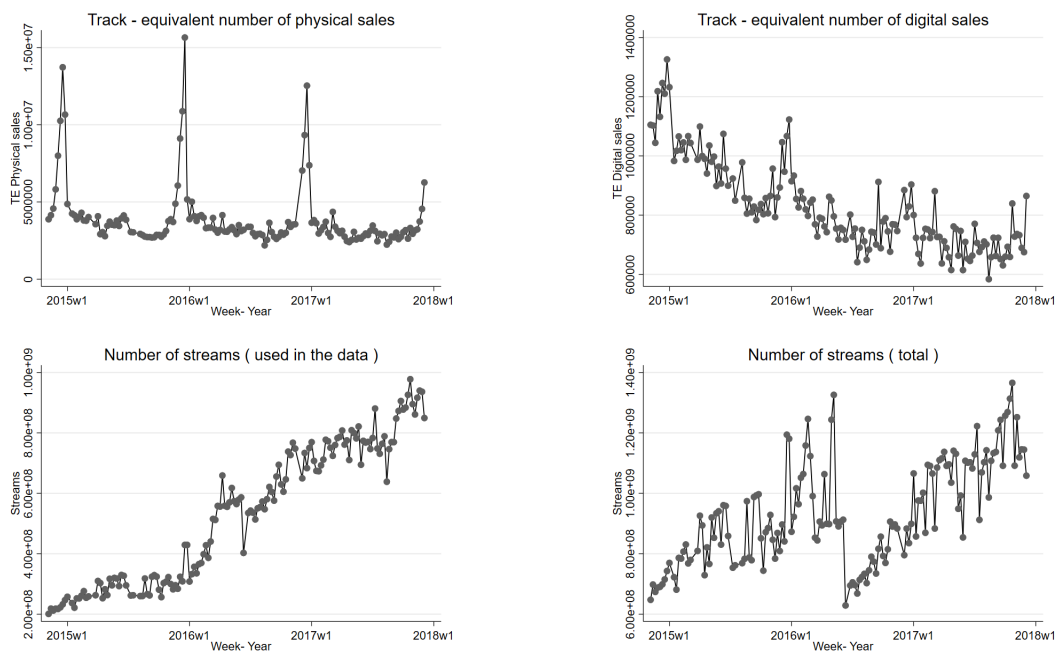 Track - equivalent number of physical sales
TE Physical sales
0
5000000
1.00e+07
1.50e+07
2015w1
2016w1
2017w1
2018w1
Week- Year
Track - equivalent number of digital sales
TE Digital sales
600000
800000
1000000
1200000
1400000
2015w1
2016w1
2017w1
2018w1
Week- Year
Number of streams ( used in the data )
Streams
2.00e+08
4.00e+08
6.00e+08
8.00e+08
1.00e+09
2015w1
2016w1
2017w1
2018w1
Week- Year
Number of streams ( total )
Streams
6.00e+08
8.00e+08
1.00e+09
1.20e+09
1.40e+09
2015w1
2016w1
2017w1
2018w1
Week- Year